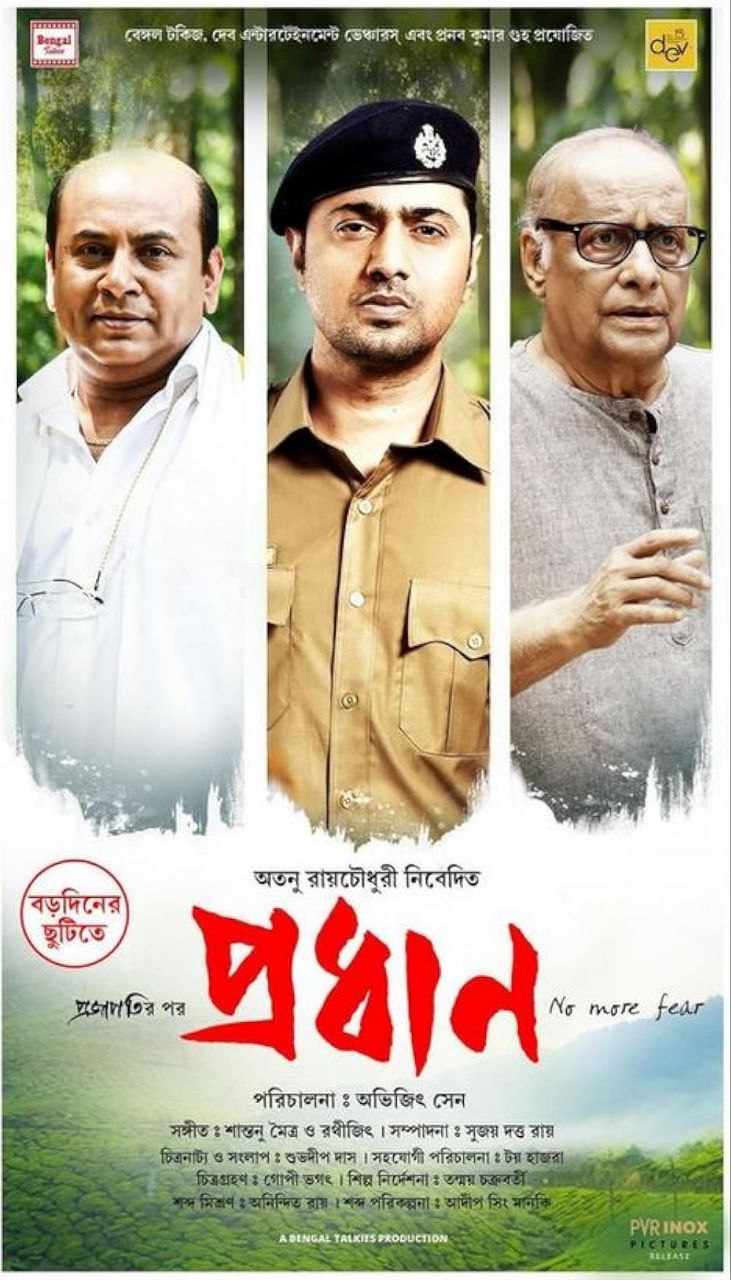 Bengal
Talkies
বেঙ্গল টকিজ, দেব এন্টারটেইনমেন্ট ভেঞ্চারস্ এবং প্রনব কুমার গুহ প্রযোজিত
dev
অতনু রায়চৌধুরী নিবেদিত
বড়দিনের
ছুটিতে
প্রজাপতির পর
প্রধান
No more fear
পরিচালনা : অভিজিৎ সেন
সঙ্গীত : শান্তনু মৈত্র ও রথীজিৎ । সম্পাদনা : সুজয় দত্ত রায়
চিত্রনাট্য ও সংলাপ : শুভদীপ দাস । সহযোগী পরিচালনা : টয় হাজরা
চিত্রগ্রহণ : গোপী ভগৎ । শিল্প নির্দেশনা : তন্ময় চক্রবর্তী
শব্দ মিশ্রণ : অনিন্দিত রায় । শব্দ পরিকল্পনা : আদীপ সিং মানকি
A BENGAL TALKIES PRODUCTION
PVR INOX
PICTURES
RELEASE